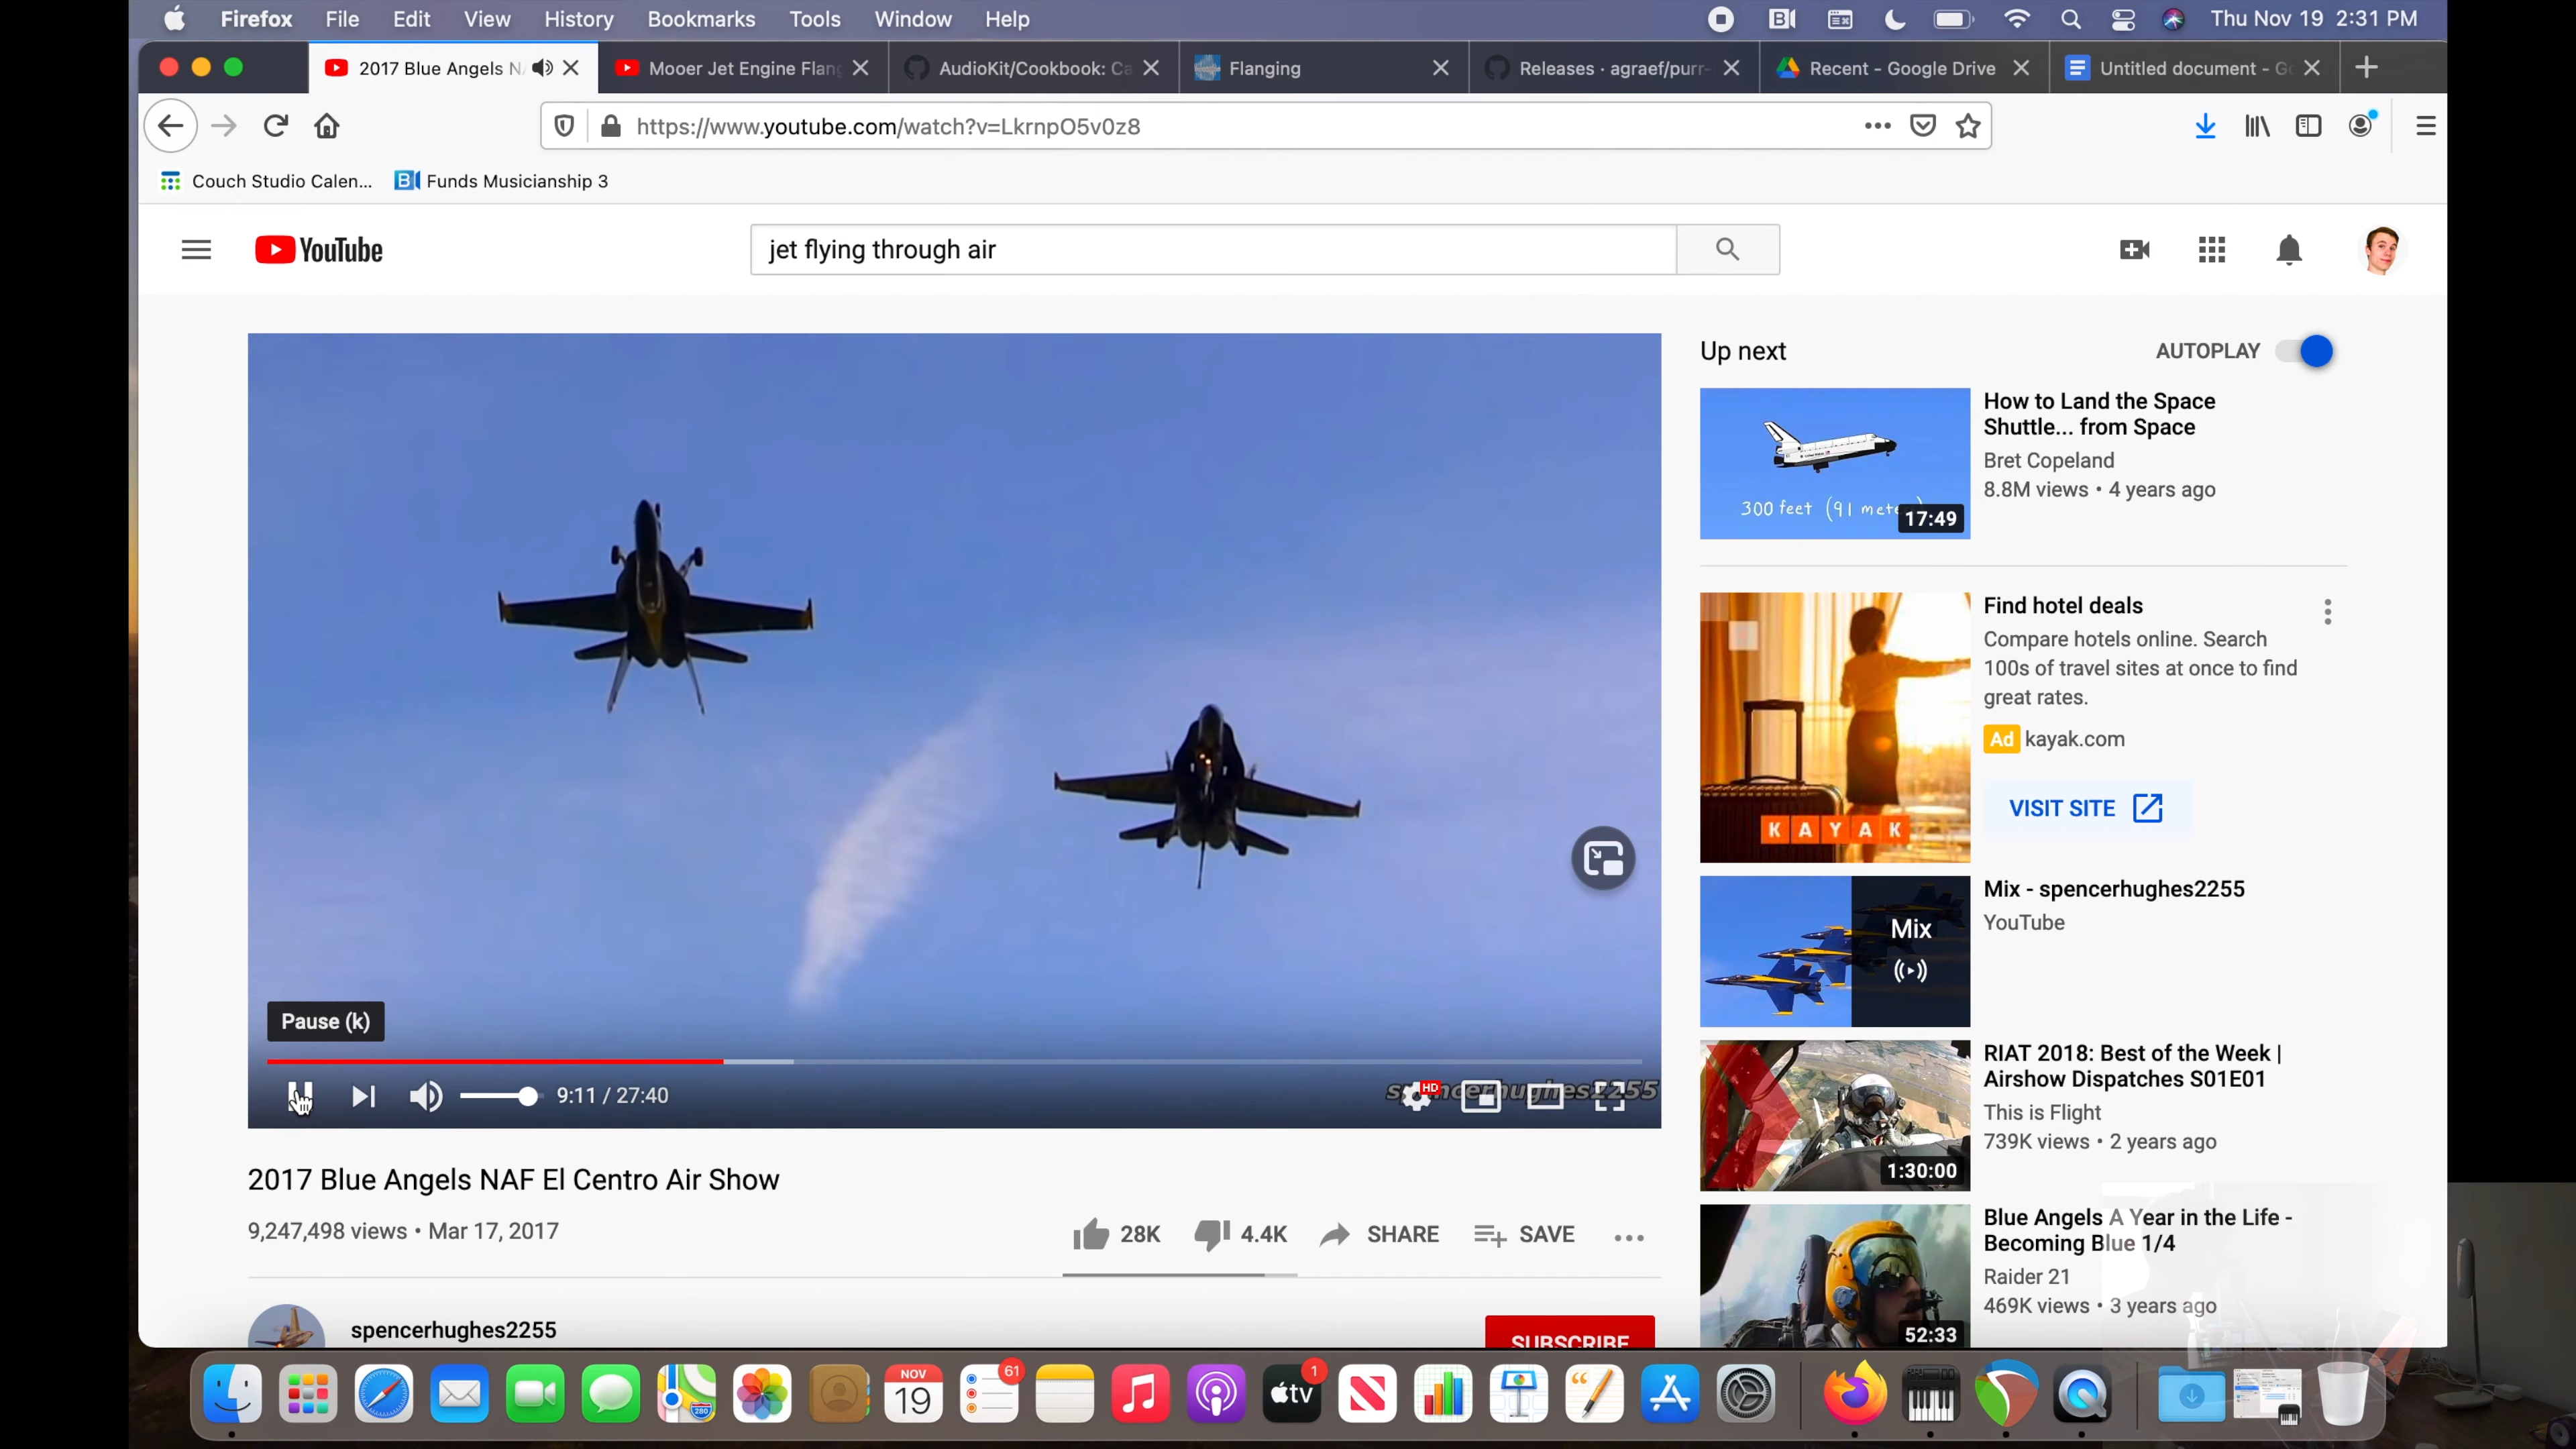 Firefox File Edit View History Bookmarks Tools Window Help Thu Nov 19 2:31 PM
2017 Blue Angels N Mooer Jet Engine Flang AudioKit/Cookbook: Ca Flanging Releases · agraef/purr- Recent - Google Drive Untitled document - Go
https://www.youtube.com/watch?v=LkrnpO5v0z8
Couch Studio Calen... Funds Musicianship 3
YouTube
jet flying through air
Up next
AUTOPLAY
300 feet (91 mete
17:49
How to Land the Space
Shuttle... from Space
Bret Copeland
8.8M views • 4 years ago
KAYAK
Find hotel deals
Compare hotels online. Search
100s of travel sites at once to find
great rates.
Ad kayak.com
VISIT SITE
Mix
Mix - spencerhughes2255
YouTube
1:30:00
RIAT 2018: Best of the Week |
Airshow Dispatches S01E01
This is Flight
739K views • 2 years ago
52:33
Blue Angels A Year in the Life -
Becoming Blue 1/4
Raider 21
469K views • 3 years ago
Pause (k)
9:11 / 27:40
HD
spencerhughes2255
2017 Blue Angels NAF El Centro Air Show
9,247,498 views • Mar 17, 2017
28K 4.4K SHARE SAVE
spencerhughes2255
SUBSCRIBE
NOV
19
61
280
tv
1